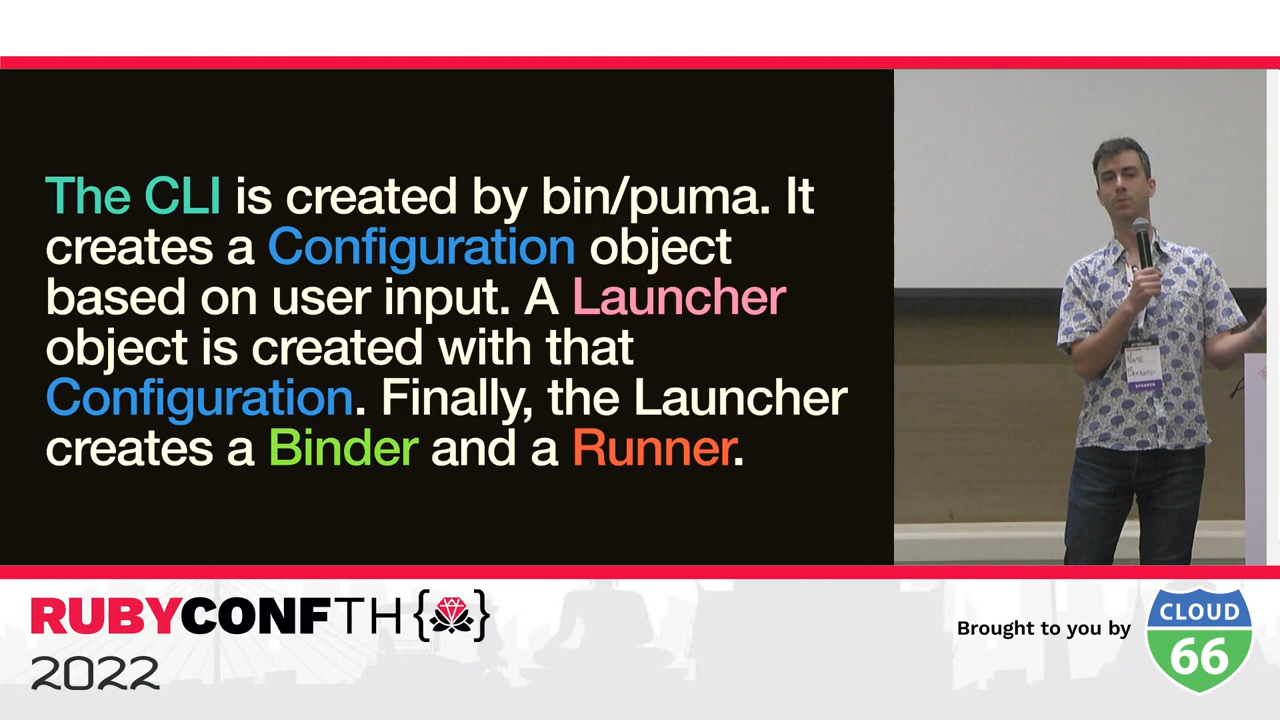 The CLI is created by bin/puma. It
creates a Configuration object
based on user input. A Launcher
object is created with that
Configuration. Finally, the Launcher
creates a Binder and a Runner.
SPEAKER
RUBYCONFTH
2022
Brought to you by
CLOUD
66